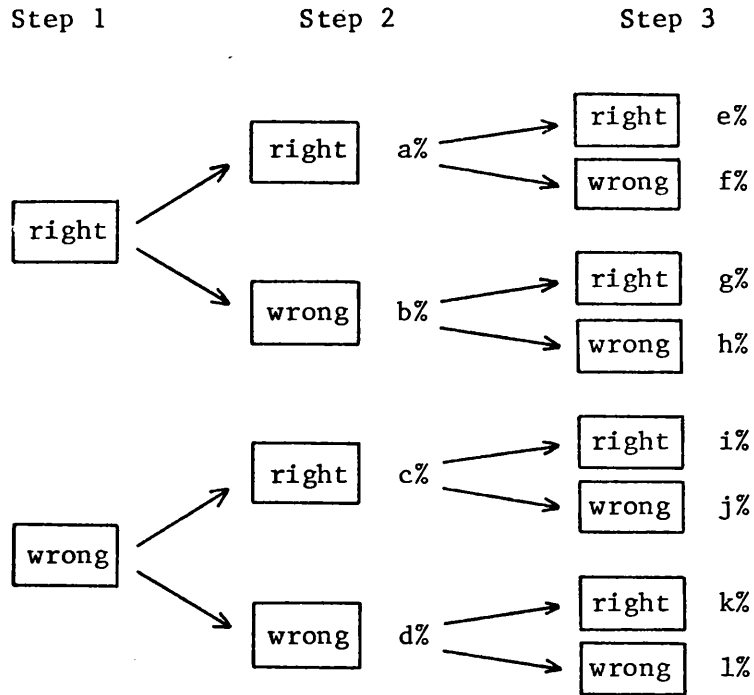 Step 1 Step 2 Step 3
right e%
right a%
wrong f%
right
right g%
wrong b%
wrong h%
right i%
right c%
wrong j%
wrong
right k%
wrong d%
wrong l%